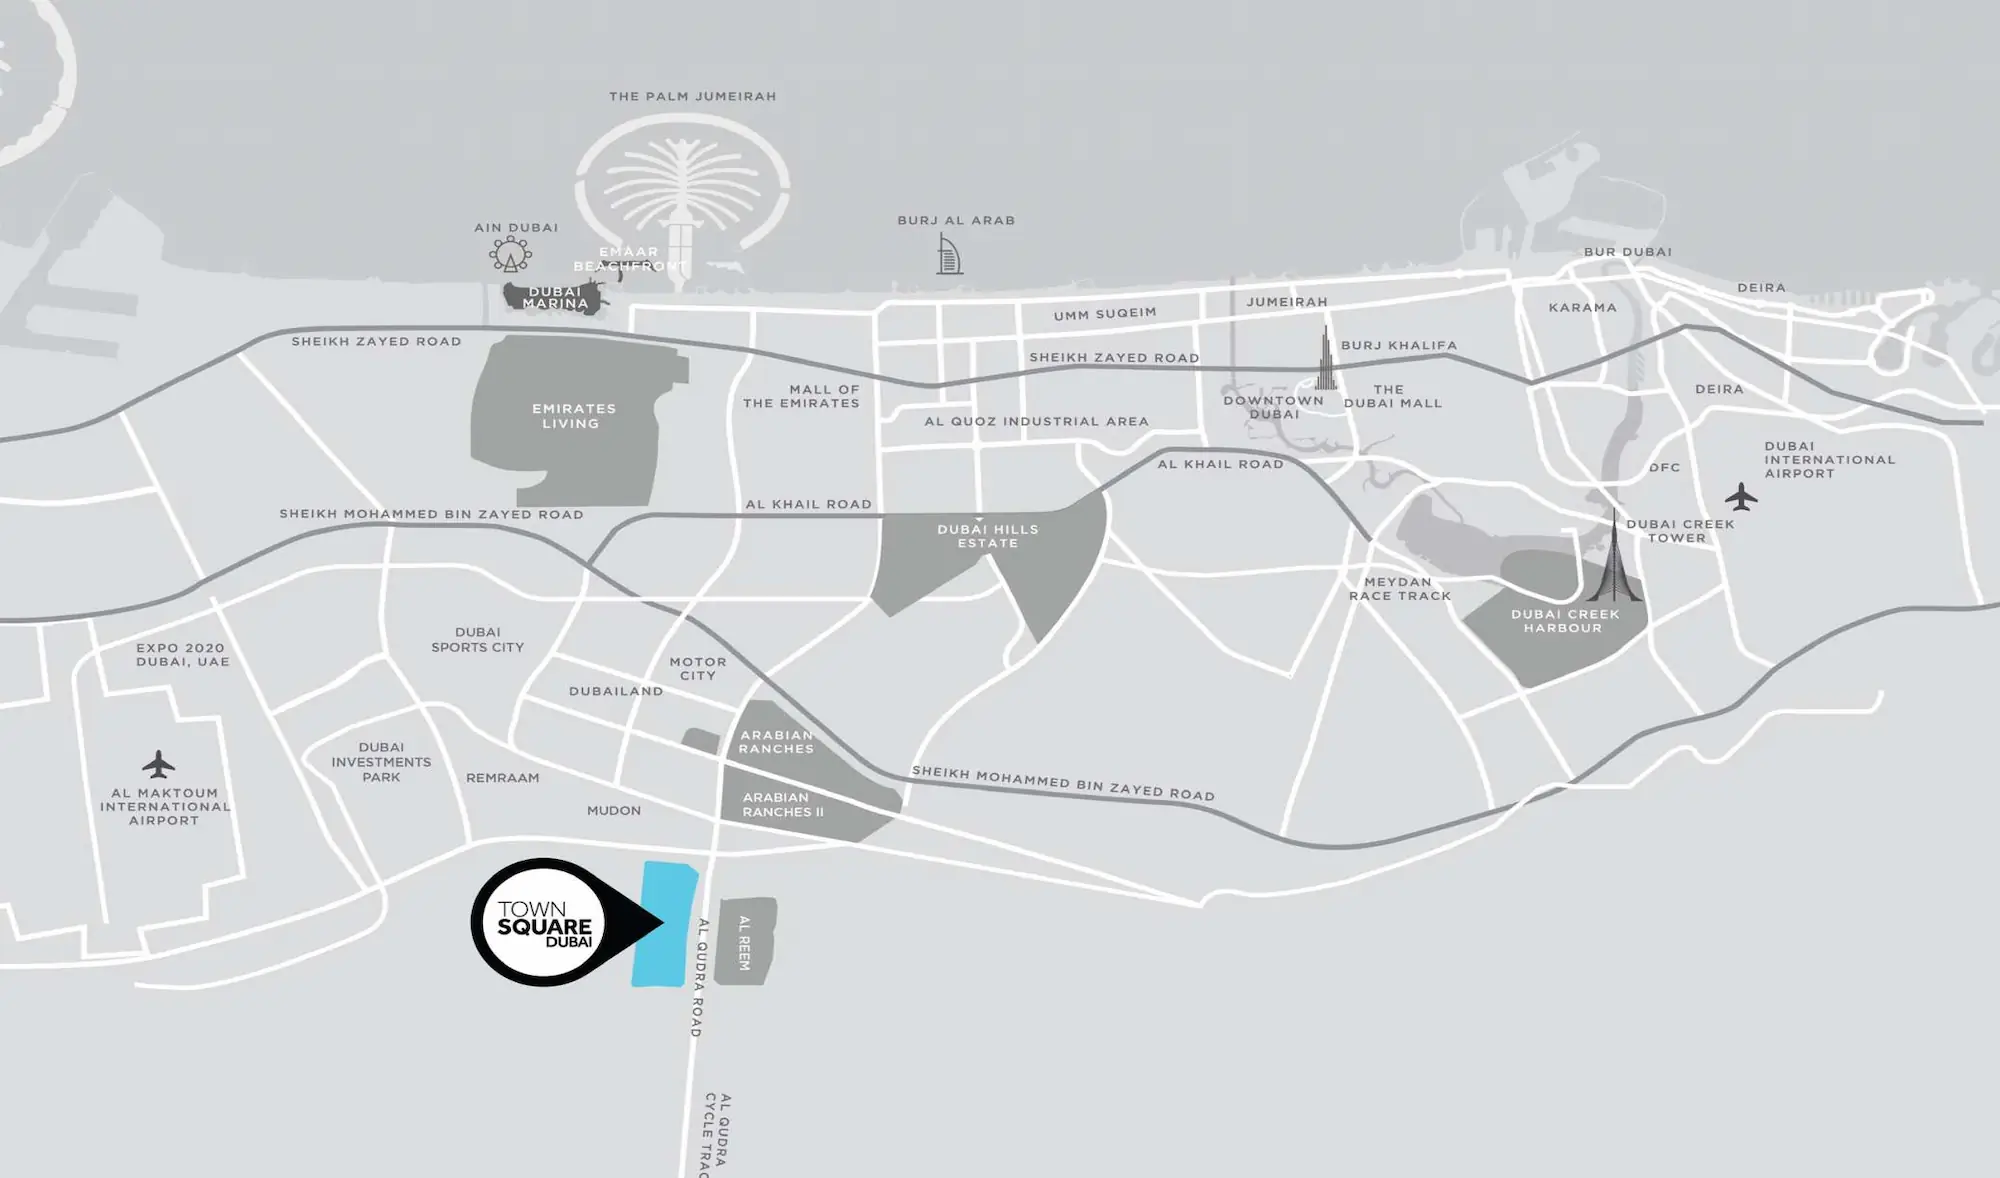 THE PALM JUMEIRAH
AIN DUBAI
BURJ AL ARAB
EMAAR
BEACHFRONT
DUBAI
MARINA
BUR DUBAI
DEIRA
JUMEIRAH
KARAMA
UMM SUQEIM
SHEIKH ZAYED ROAD
SHEIKH ZAYED ROAD
BURJ KHALIFA
MALL OF
THE EMIRATES
THE
DUBAI MALL
DEIRA
EMIRATES
LIVING
DOWNTOWN
DUBAI
AL QUOZ INDUSTRIAL AREA
DUBAI
INTERNATIONAL
AIRPORT
AL KHAIL ROAD
DFC
AL KHAIL ROAD
SHEIKH MOHAMMED BIN ZAYED ROAD
DUBAI HILLS
ESTATE
DUBAI CREEK
TOWER
MEYDAN
RACE TRACK
DUBAI CREEK
HARBOUR
EXPO 2020
DUBAI, UAE
DUBAI
SPORTS CITY
MOTOR
CITY
DUBAILAND
ARABIAN
RANCHES
DUBAI
INVESTMENTS
PARK
REMRAAM
SHEIKH MOHAMMED BIN ZAYED ROAD
AL MAKTOUM
INTERNATIONAL
AIRPORT
MUDON
ARABIAN
RANCHES II
TOWN
SQUARE
DUBAI
AL QUDRA ROAD
AL REEM
AL QUDRA
CYCLE TRAC